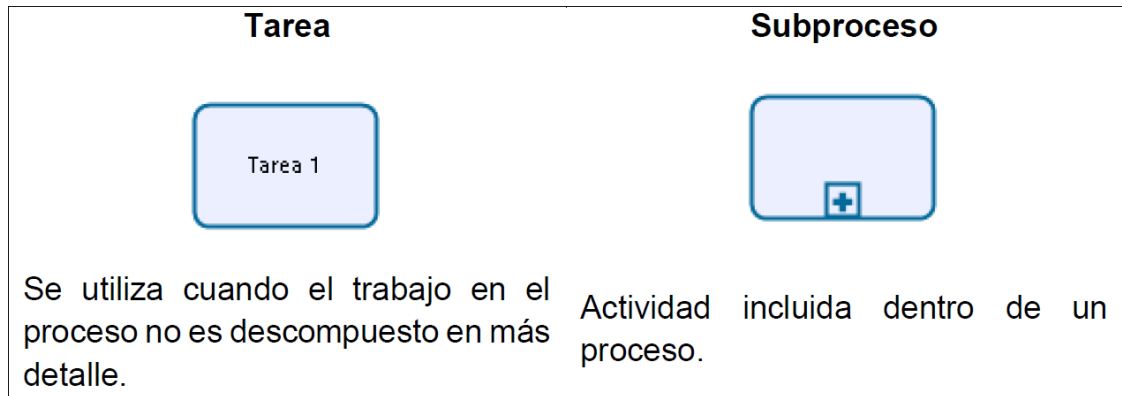 Tarea
Tarea 1
Se utiliza cuando el trabajo en el
proceso no es descompuesto en más
detalle.
Subproceso
Actividad incluida dentro de un
proceso.